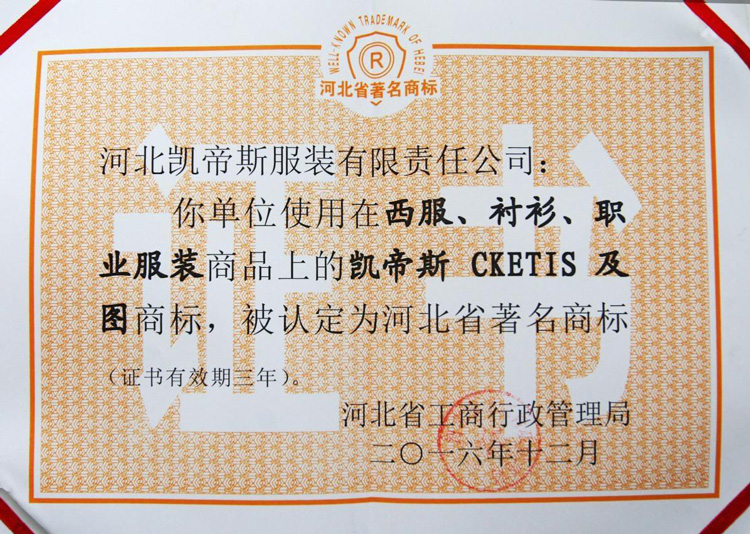 WELL-KNOWN TRADEMARK OF HEBEI
R
河北省著名商标
证书
河北凯帝斯服装有限责任公司：
你单位使用在西服、衬衫、职
业服装商品上的凯帝斯 CKETIS 及
图商标，被认定为河北省著名商标
（证书有效期三年）。
河北省工商行政管理局
二〇一六年十二月